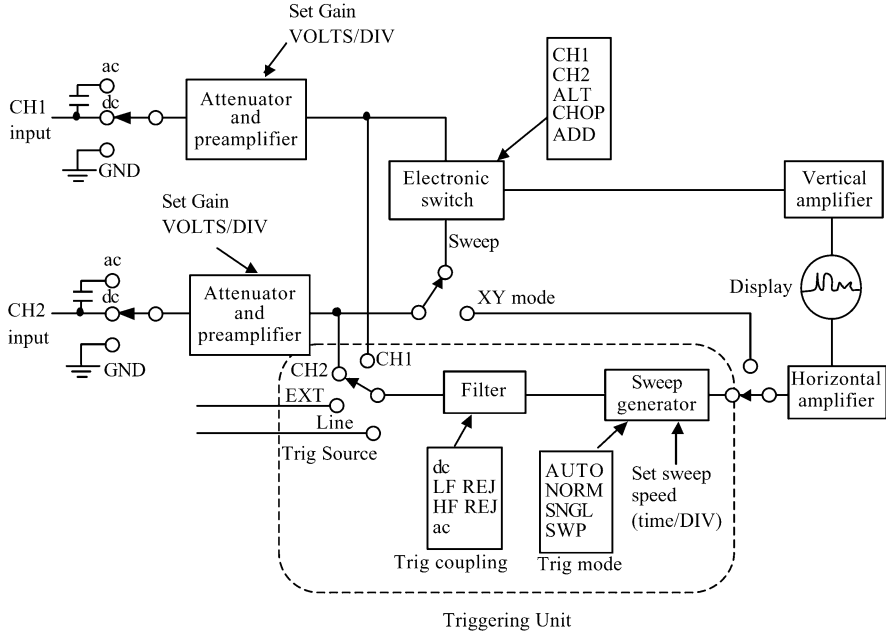 Set Gain
VOLTS/DIV
ac
dc
CH1
input
GND
Attenuator
and
preamplifier
CH1
CH2
ALT
CHOP
ADD
Electronic
switch
Vertical
amplifier
Set Gain
VOLTS/DIV
Sweep
ac
dc
CH2
input
GND
Attenuator
and
preamplifier
XY mode
Display
CH2
CH1
EXT
Line
Trig Source
Filter
Sweep
generator
Horizontal
amplifier
dc
LF REJ
HF REJ
ac
Trig coupling
AUTO
NORM
SNGL
SWP
Trig mode
Set sweep
speed
(time/DIV)
Triggering Unit